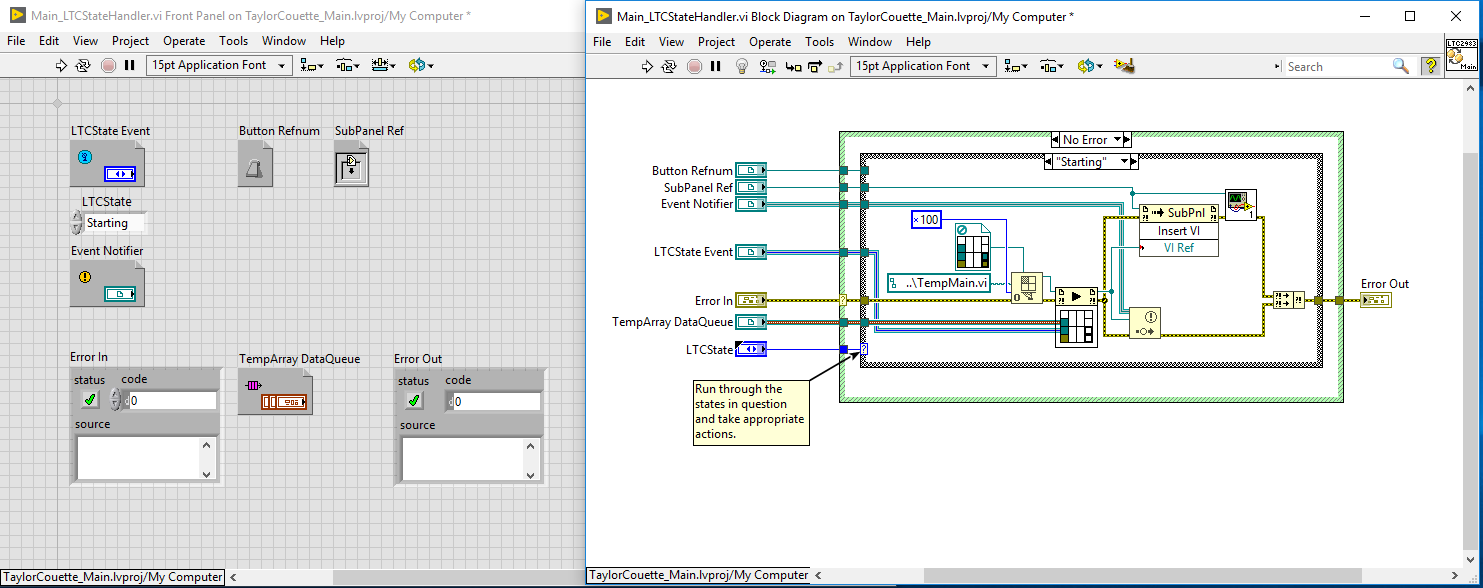 Main_LTCStateHandler.vi Front Panel on TaylorCouette_Main.lvproj/My Computer *
File Edit View Project Operate Tools Window Help
15pt Application Font
LTCState Event
Button Refnum
SubPanel Ref
LTCState
Starting
Event Notifier
Error In
status code
0
source
TempArray DataQueue
Error Out
status code
0
source
TaylorCouette_Main.lvproj/My Computer
Main_LTCStateHandler.vi Block Diagram on TaylorCouette_Main.lvproj/My Computer *
File Edit View Project Operate Tools Window Help
15pt Application Font
Search
?
LTC2983
Main
No Error
"Starting"
Button Refnum
SubPanel Ref
Event Notifier
LTCState Event
Error In
TempArray DataQueue
LTCState
×100
..\TempMain.vi
SubPnl
Insert VI
VI Ref
1
Error Out
Run through the
states in question
and take appropriate
actions.
TaylorCouette_Main.lvproj/My Computer